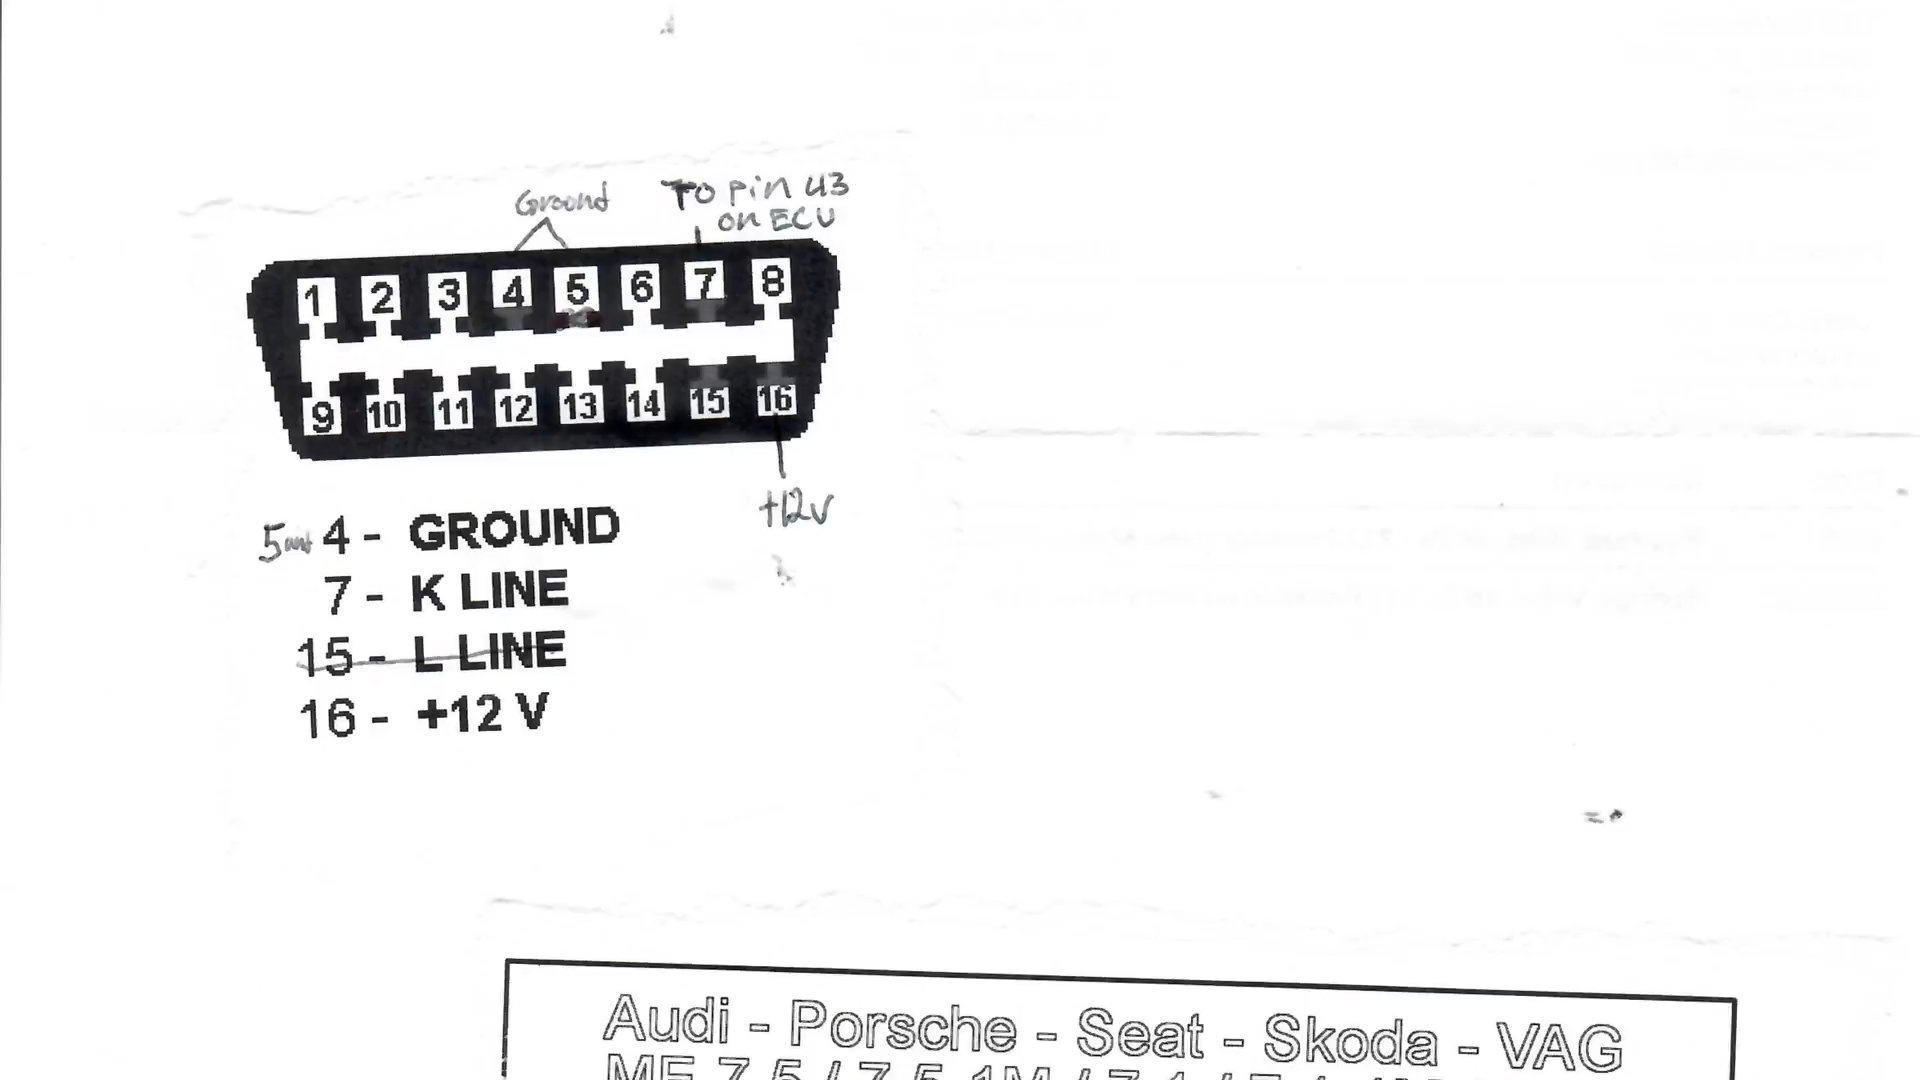 Ground
TO Pin 43
on ECU
1 2 3 4 5 6 7 8
9 10 11 12 13 14 15 16
+12V
5 4 - GROUND
7 - K LINE
15 - L LINE
16 - +12 V
Audi - Porsche - Seat - Skoda - VAG